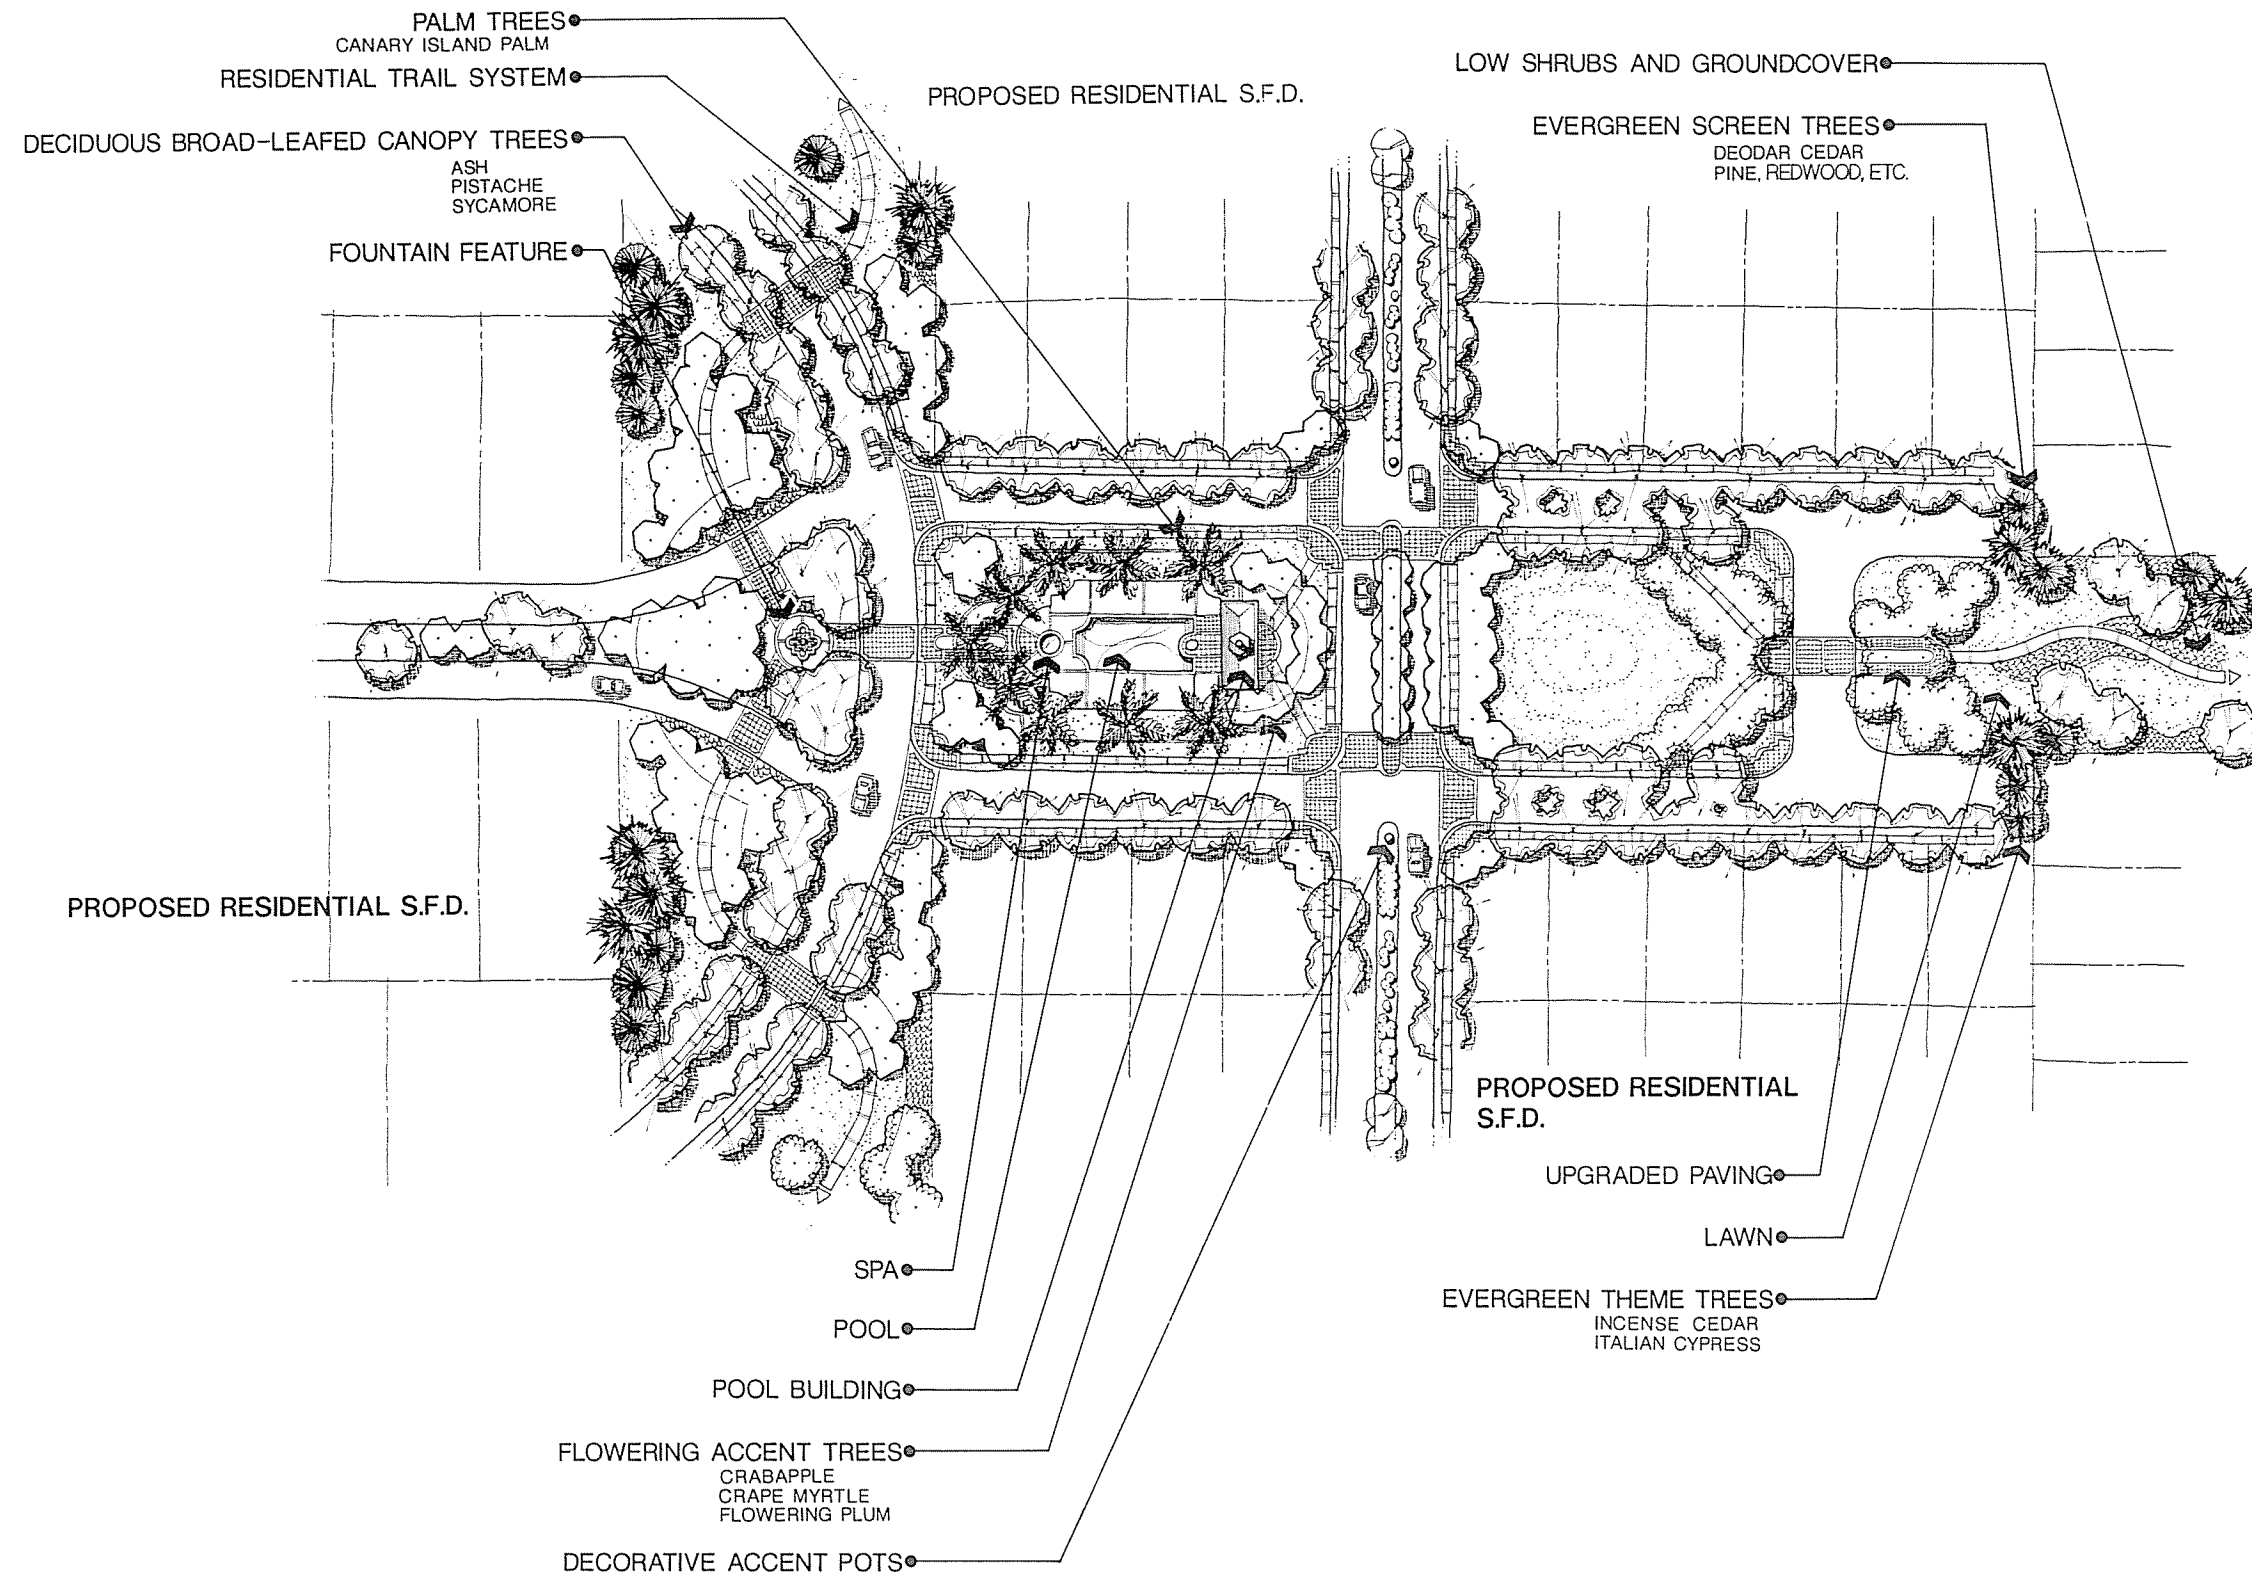 PALM TREES
CANARY ISLAND PALM
RESIDENTIAL TRAIL SYSTEM
DECIDUOUS BROAD-LEAFED CANOPY TREES
ASH
PISTACHE
SYCAMORE
FOUNTAIN FEATURE
PROPOSED RESIDENTIAL S.F.D.
LOW SHRUBS AND GROUNDCOVER
EVERGREEN SCREEN TREES
DEODAR CEDAR
PINE, REDWOOD, ETC.
PROPOSED RESIDENTIAL S.F.D.
PROPOSED RESIDENTIAL
S.F.D.
UPGRADED PAVING
LAWN
EVERGREEN THEME TREES
INCENSE CEDAR
ITALIAN CYPRESS
SPA
POOL
POOL BUILDING
FLOWERING ACCENT TREES
CRABAPPLE
CRAPE MYRTLE
FLOWERING PLUM
DECORATIVE ACCENT POTS